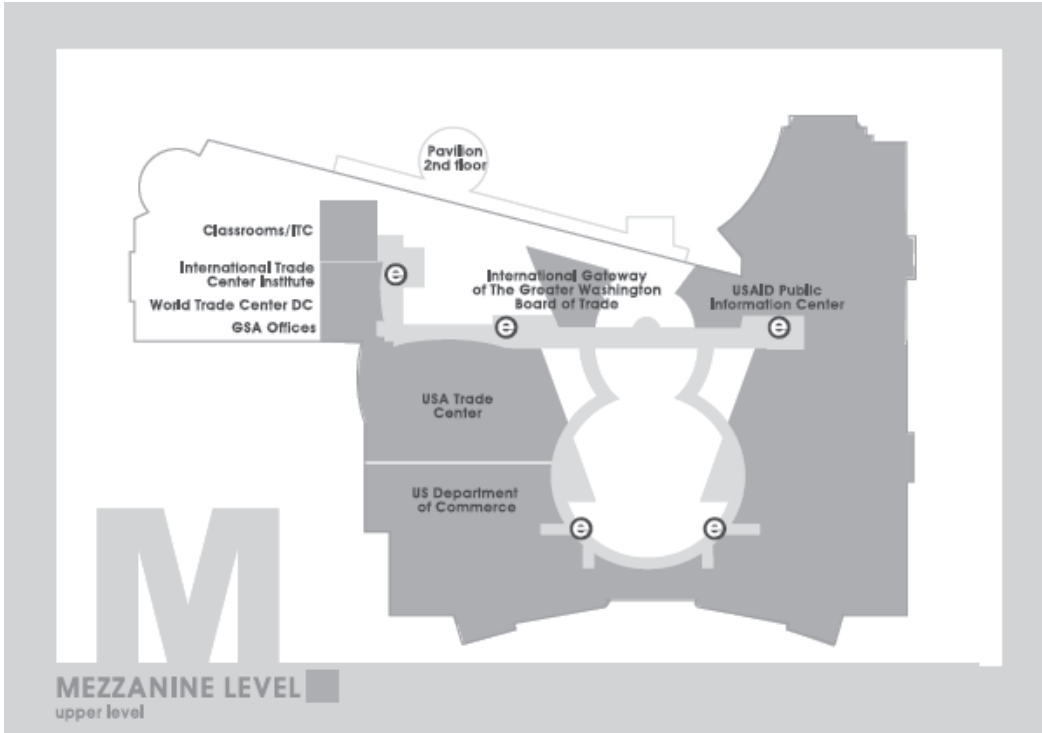 Pavilion
2nd floor
Classrooms/ITC
International Trade
Center Institute
World Trade Center DC
GSA Offices
e
International Gateway
of The Greater Washington
Board of Trade
e
USAID Public
Information Center
e
USA Trade
Center
US Department
of Commerce
e
e
M
MEZZANINE LEVEL
upper level